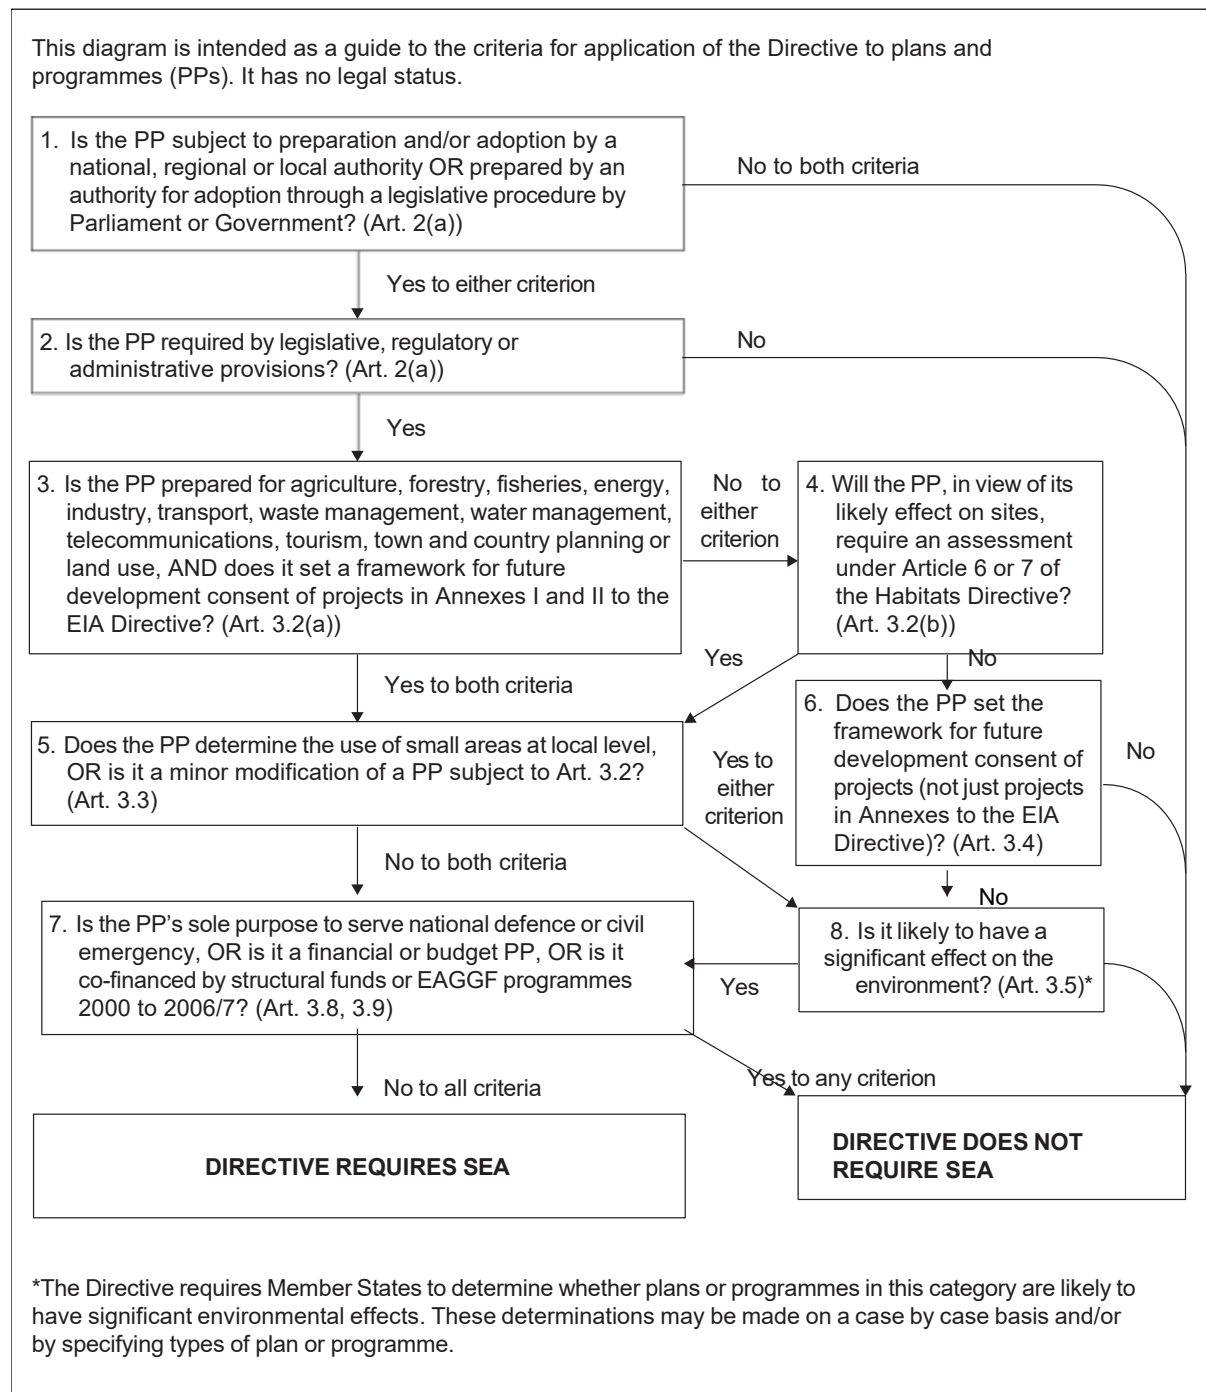 This diagram is intended as a guide to the criteria for application of the Directive to plans and
programmes (PPs). It has no legal status.
1. Is the PP subject to preparation and/or adoption by a
national, regional or local authority OR prepared by an
authority for adoption through a legislative procedure by
Parliament or Government? (Art. 2(a))
No to both criteria
Yes to either criterion
2. Is the PP required by legislative, regulatory or
administrative provisions? (Art. 2(a))
No
Yes
3. Is the PP prepared for agriculture, forestry, fisheries, energy,
industry, transport, waste management, water management,
telecommunications, tourism, town and country planning or
land use, AND does it set a framework for future
development consent of projects in Annexes I and II to the
EIA Directive? (Art. 3.2(a))
No to
either
criterion
4. Will the PP, in view of its
likely effect on sites,
require an assessment
under Article 6 or 7 of
the Habitats Directive?
(Art. 3.2(b))
Yes
No
Yes to both criteria
6. Does the PP set the
framework for future
development consent of
projects (not just projects
in Annexes to the EIA
Directive)? (Art. 3.4)
No
5. Does the PP determine the use of small areas at local level,
OR is it a minor modification of a PP subject to Art. 3.2?
(Art. 3.3)
Yes to
either
criterion
No to both criteria
No
7. Is the PP’s sole purpose to serve national defence or civil
emergency, OR is it a financial or budget PP, OR is it
co-financed by structural funds or EAGGF programmes
2000 to 2006/7? (Art. 3.8, 3.9)
8. Is it likely to have a
significant effect on the
environment? (Art. 3.5)*
Yes
No to all criteria
Yes to any criterion
DIRECTIVE REQUIRES SEA
DIRECTIVE DOES NOT
REQUIRE SEA
*The Directive requires Member States to determine whether plans or programmes in this category are likely to
have significant environmental effects. These determinations may be made on a case by case basis and/or
by specifying types of plan or programme.